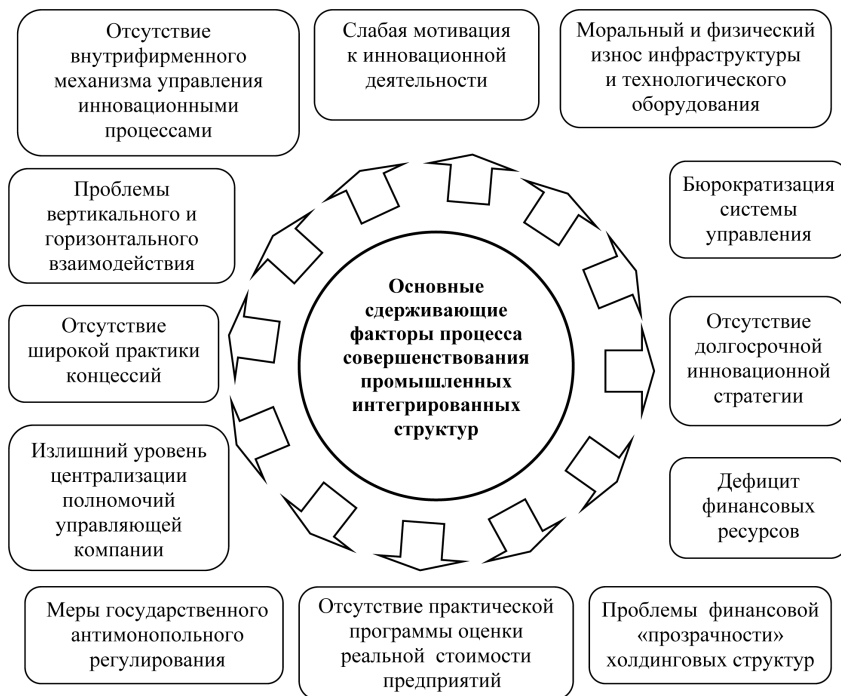 Отсутствие
внутрифирменного
механизма управления
инновационными
процессами
Слабая мотивация
к инновационной
деятельности
Моральный и физический
износ инфраструктуры
и технологического
оборудования
Проблемы
вертикального и
горизонтального
взаимодействия
Бюрократизация
системы
управления
Основные
сдерживающие
факторы процесса
совершенствования
промышленных
интегрированных
структур
Отсутствие
широкой практики
концессий
Отсутствие
долгосрочной
инновационной
стратегии
Излишний уровень
централизации
полномочий
управляющей
компании
Дефицит
финансовых
ресурсов
Меры государственного
антимонопольного
регулирования
Отсутствие практической
программы оценки
реальной стоимости
предприятий
Проблемы финансовой
«прозрачности»
холдинговых структур